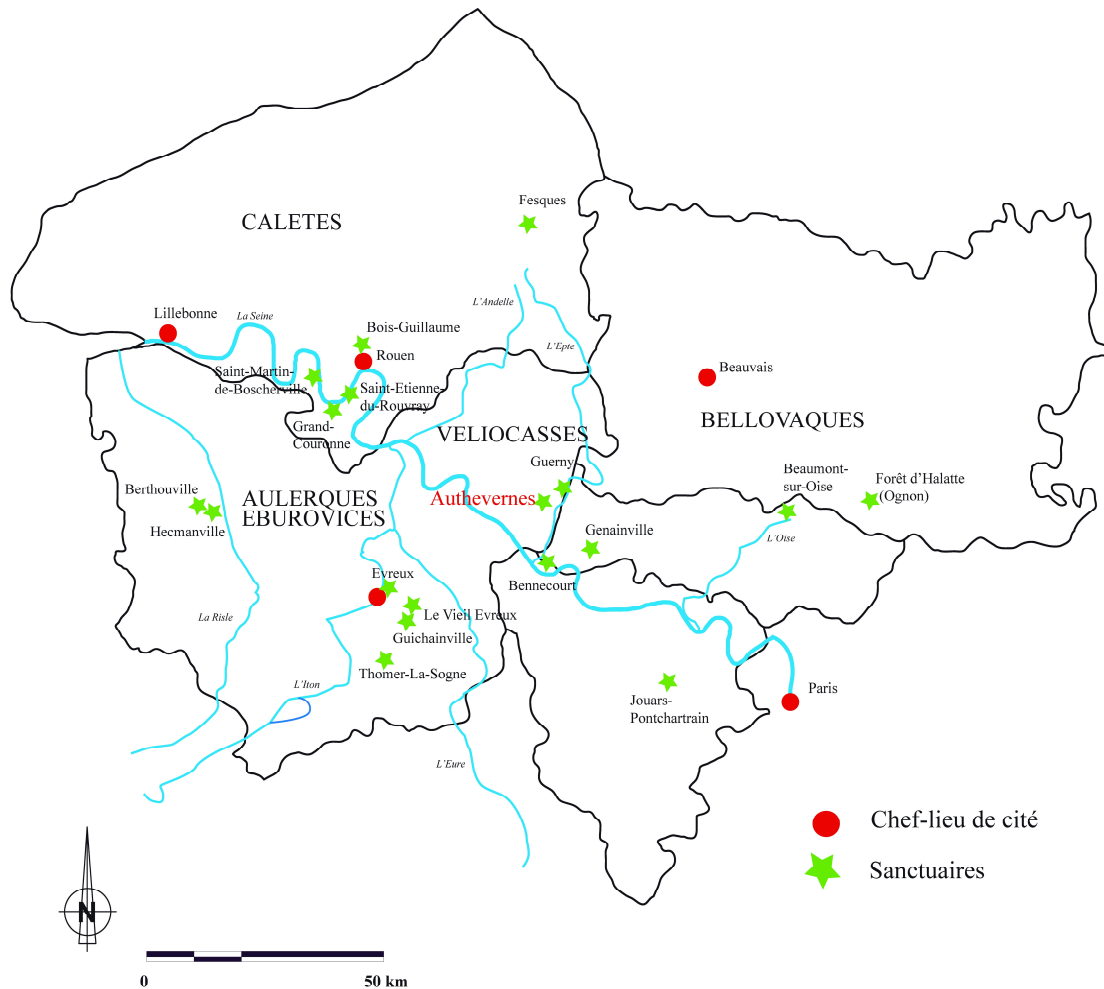 Fesques
CALETES
L'Andelle
Lillebonne
La Seine
Bois-Guillaume
Rouen
L'Epte
Saint-Martin-
de-Boscherville
Saint-Etienne-
du-Rouvray
Beauvais
Grand-
Couronne
VELIOCASSES
BELLOVAQUES
Guerny
Beaumont-
sur-Oise
Forêt d'Halatte
(Ognon)
Berthouville
AULERQUES
EBUROVICES
Authevernes
Hecmanville
Genainville
L'Oise
Evreux
Bennecourt
Le Vieil Evreux
La Risle
Guichainville
Thomer-La-Sogne
L'Iton
Paris
Jouars-
Pontchartrain
L'Eure
Chef-lieu de cité
Sanctuaires
N
0
50 km